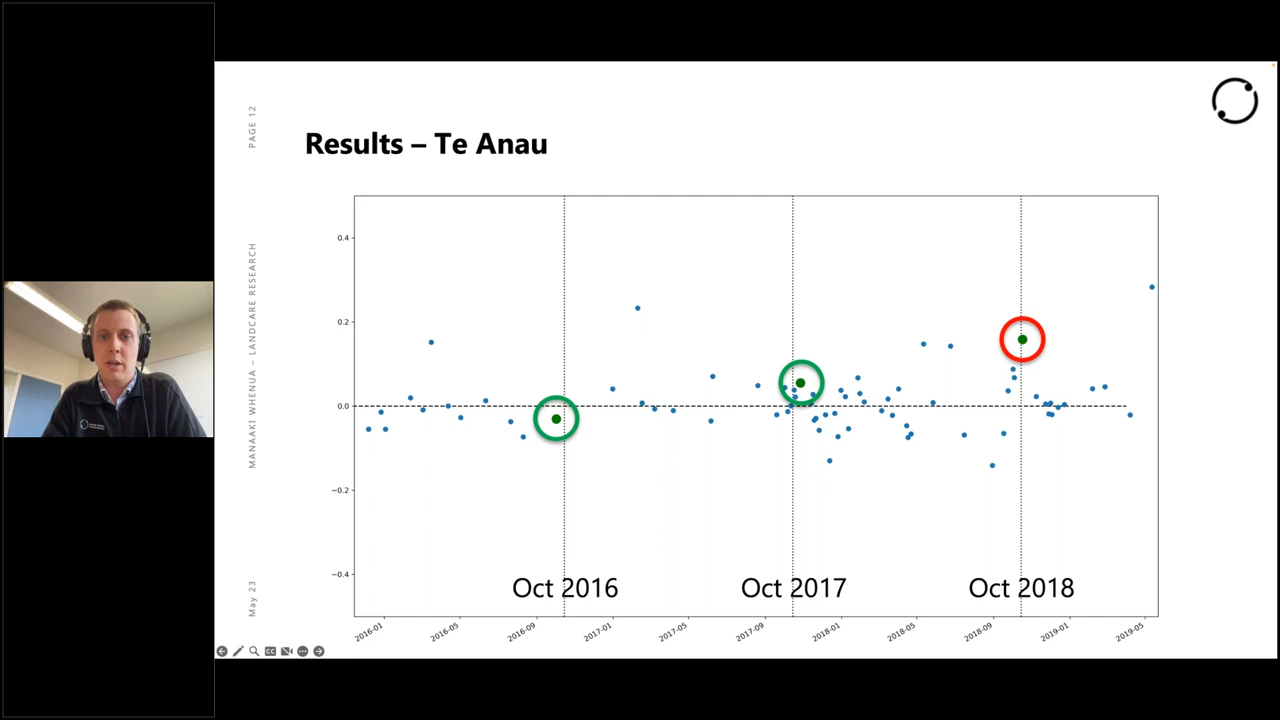 PAGE 12
MANAAKI WHENUA – LANDCARE RESEARCH
May 23
Results – Te Anau
0.4
0.2
0.0
−0.2
−0.4
Oct 2016
Oct 2017
Oct 2018
2016-01
2016-05
2016-09
2017-01
2017-05
2017-09
2018-01
2018-05
2018-09
2019-01
2019-05